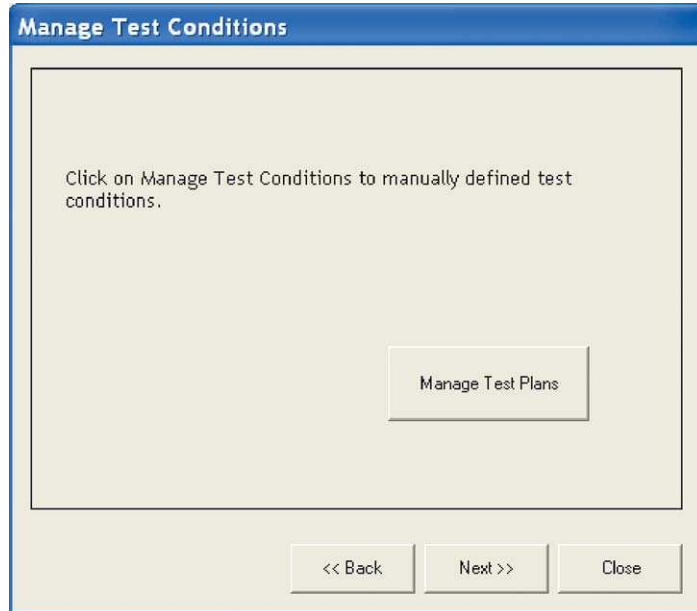 Manage Test Conditions
Click on Manage Test Conditions to manually defined test
conditions.
Manage Test Plans
<< Back
Next >>
Close